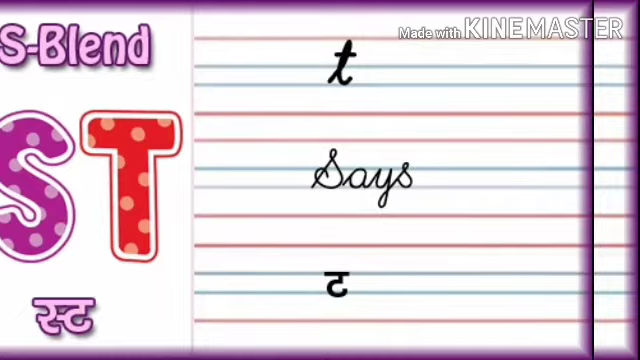 Made with KINEMASTER
S-Blend
ST
स्ट
t
Says
ट